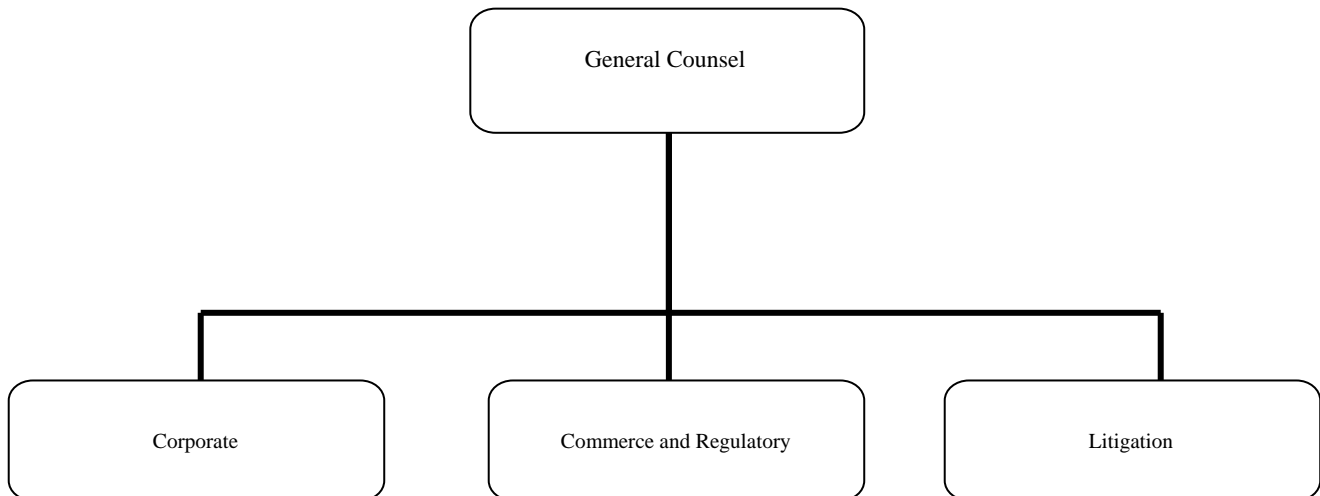 General Counsel
Corporate
Commerce and Regulatory
Litigation